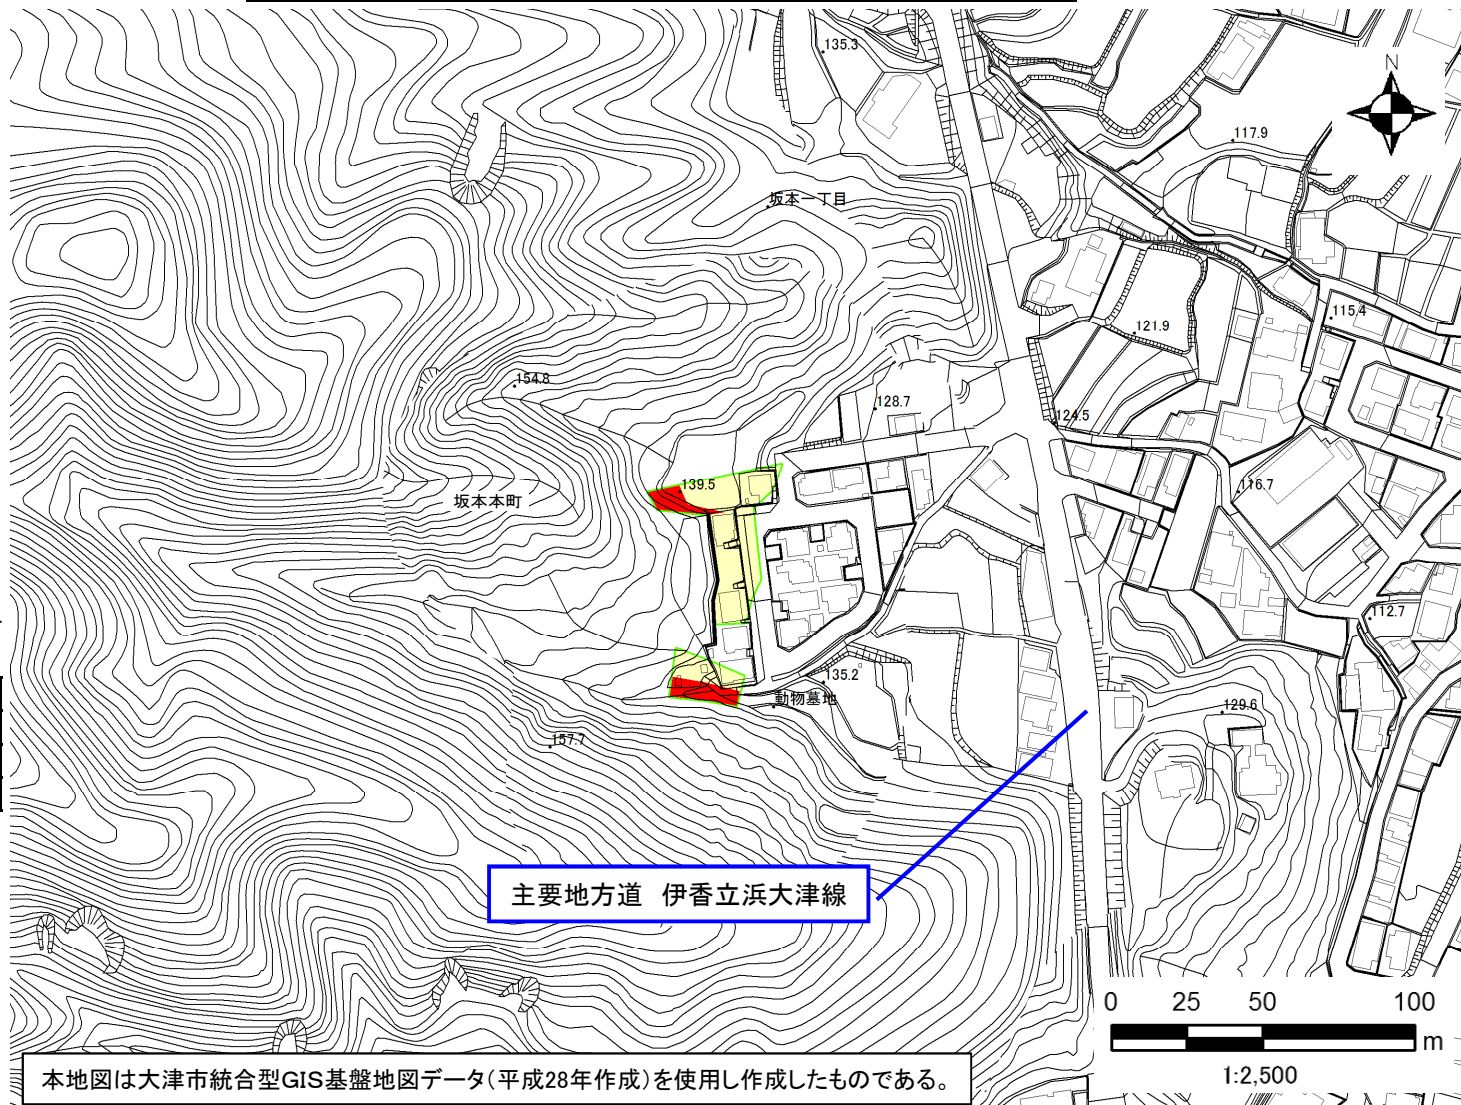 135.3
N
117.9
坂本一丁目
115.4
121.9
154.8
128.7
124.5
139.5
116.7
坂本本町
112.7
135.2
動物墓地
129.6
157.7
主要地方道 伊香立浜大津線
0 25 50 100
m
1:2,500
本地図は大津市統合型GIS基盤地図データ(平成28年作成)を使用し作成したものである。